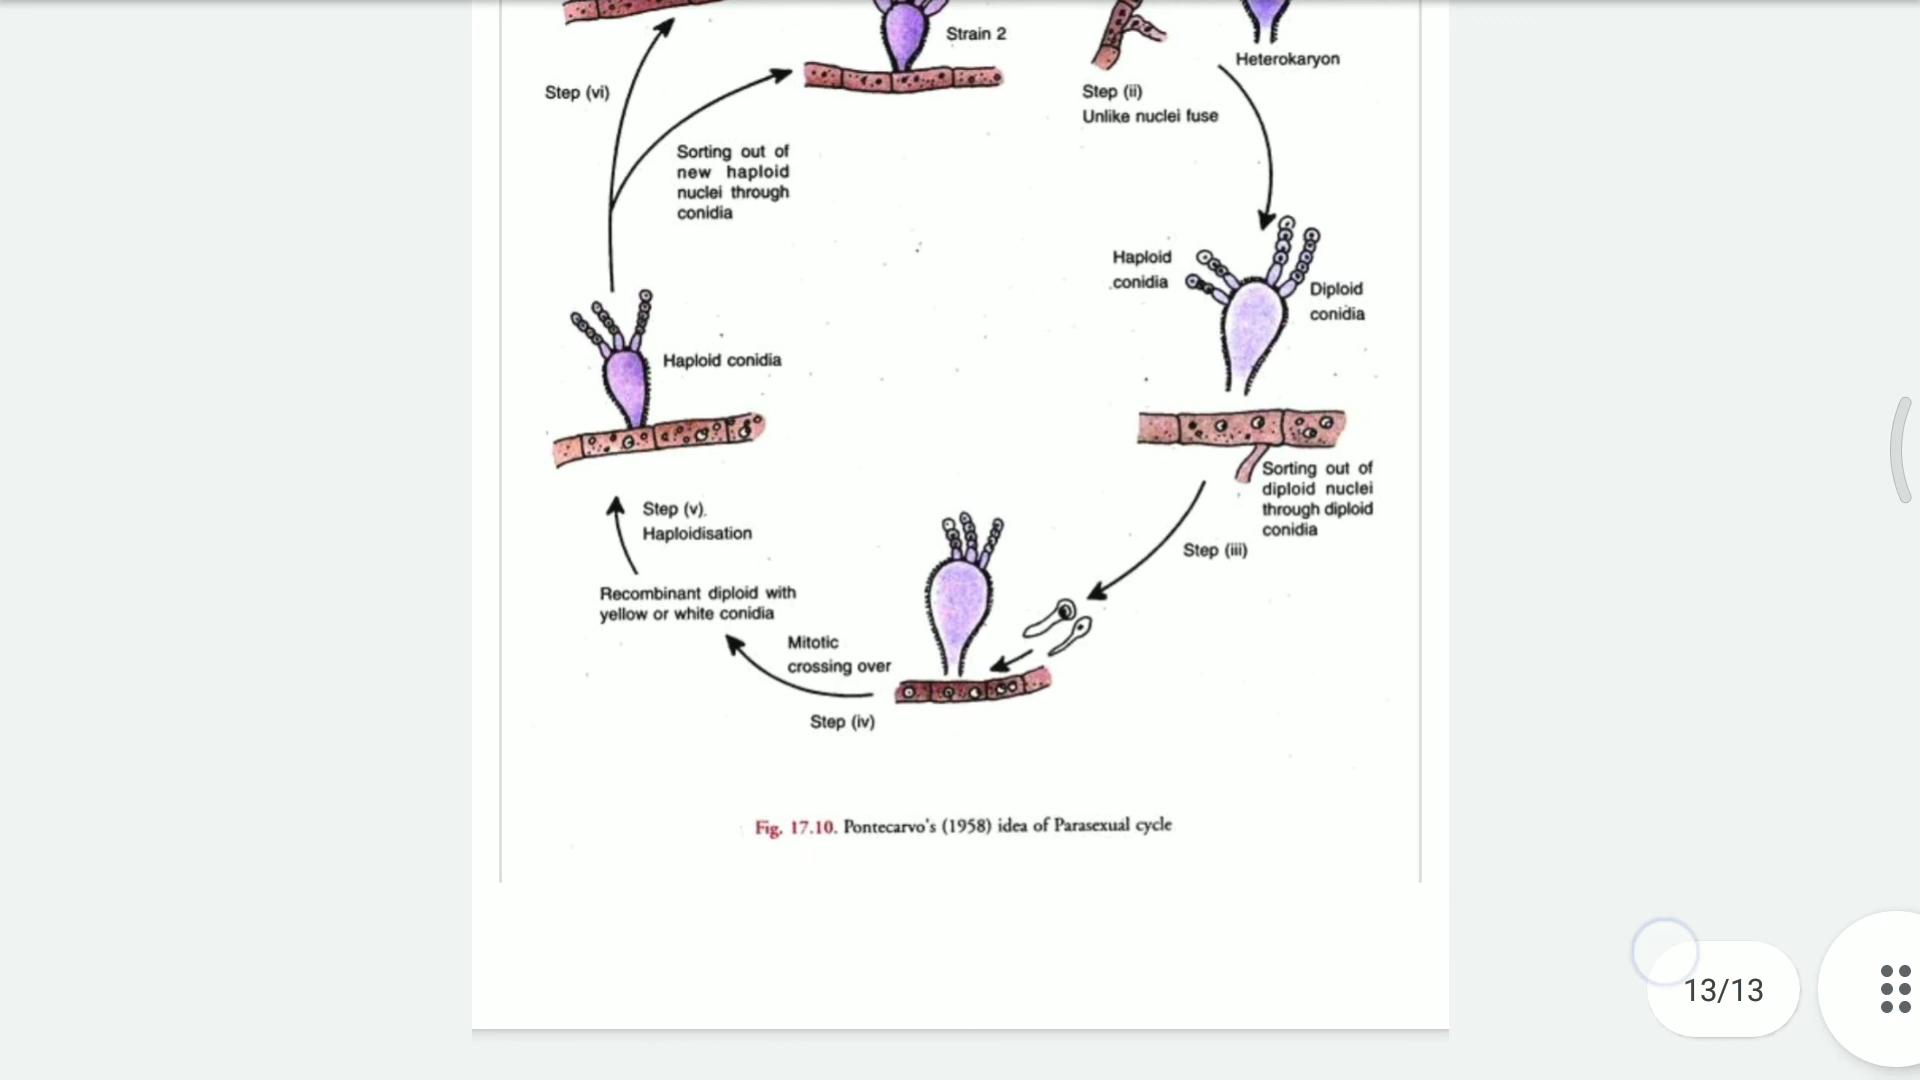 Strain 2
Heterokaryon
Step (vi)
Step (ii)
Unlike nuclei fuse
Sorting out of
new haploid
nuclei through
conidia
Haploid
conidia
Diploid
conidia
Haploid conidia
Sorting out of
diploid nuclei
through diploid
conidia
Step (iii)
Step (v).
Haploidisation
Recombinant diploid with
yellow or white conidia
Mitotic
crossing over
Step (iv)
Fig. 17.10. Pontecarvo's (1958) idea of Parasexual cycle
13/13